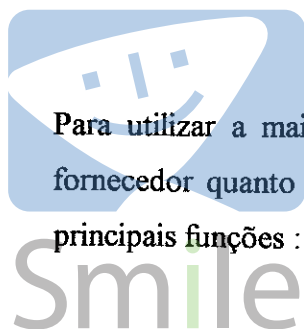 Para utilizar a mai
fornecedor quanto
principais funções :
Smile